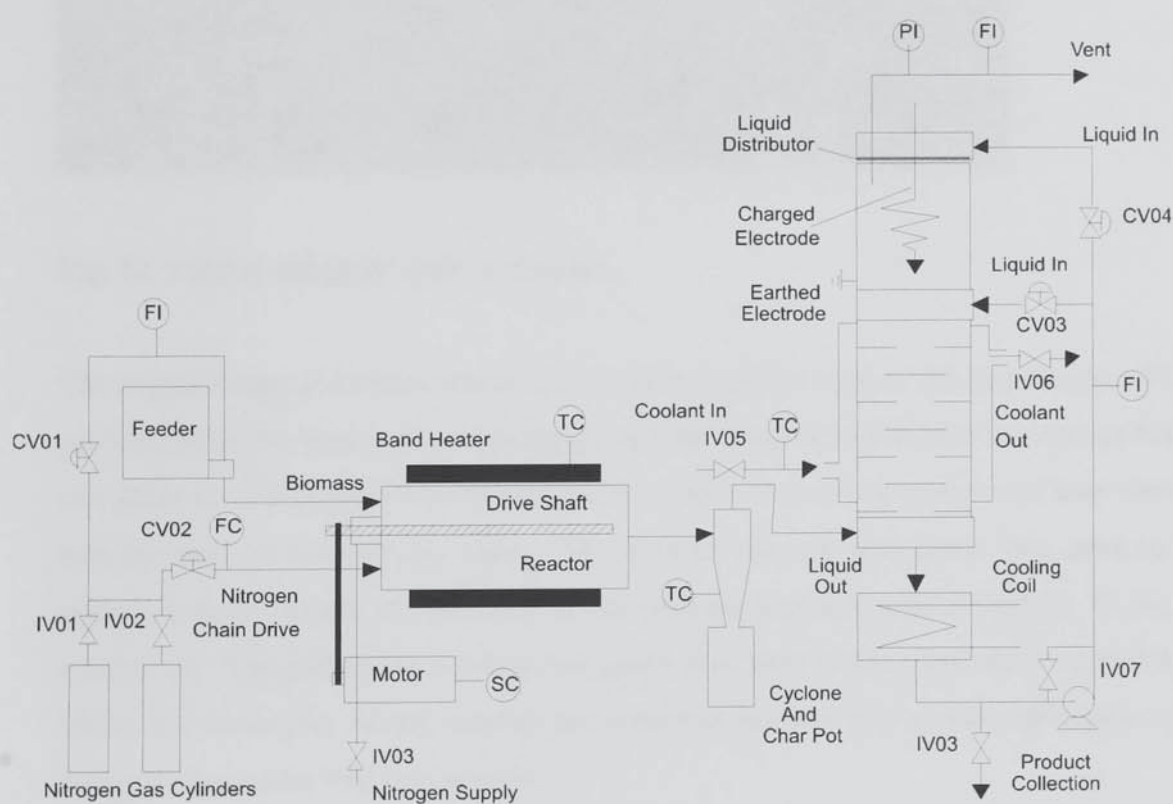 PI
FI
Vent
Liquid
Distributor
Liquid In
Charged
Electrode
CV04
Liquid In
Earthed
Electrode
CV03
IV06
FI
FI
CV01
Feeder
Coolant In
IV05
TC
Coolant
Out
Band Heater
TC
Biomass
Drive Shaft
CV02
FC
Reactor
Nitrogen
Chain Drive
IV01
IV02
TC
Liquid
Out
Cooling
Coil
Motor
SC
IV07
Cyclone
And
Char Pot
IV03
IV03
Product
Collection
Nitrogen Gas Cylinders
Nitrogen Supply